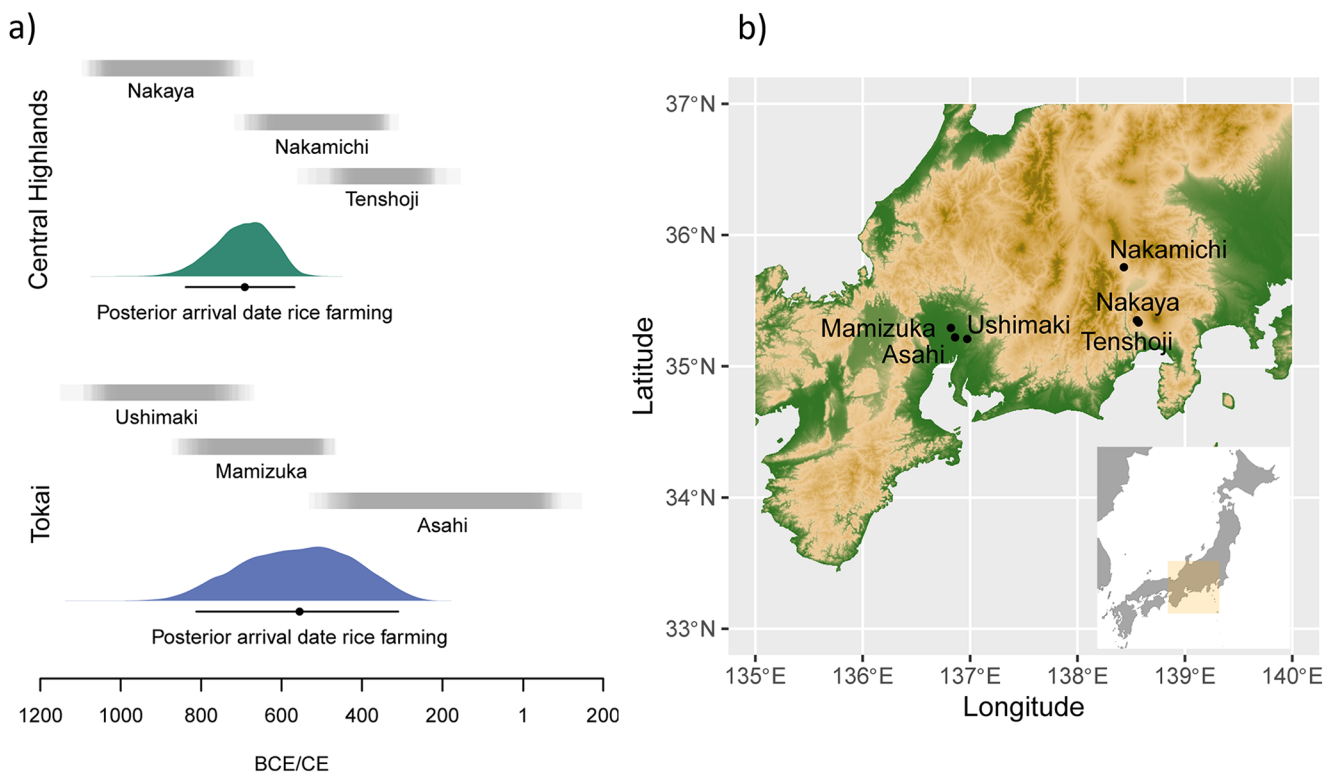 a)
Central Highlands
Nakaya
Nakamichi
Tenshoji
Posterior arrival date rice farming
Tokai
Ushimaki
Mamizuka
Asahi
Posterior arrival date rice farming
1200 1000 800 600 400 200 1 200
BCE/CE
b)
Latitude
37°N
36°N
35°N
34°N
33°N
Nakamichi
Nakaya
Tenshoji
Mamizuka
Ushimaki
Asahi
135°E 136°E 137°E 138°E 139°E 140°E
Longitude